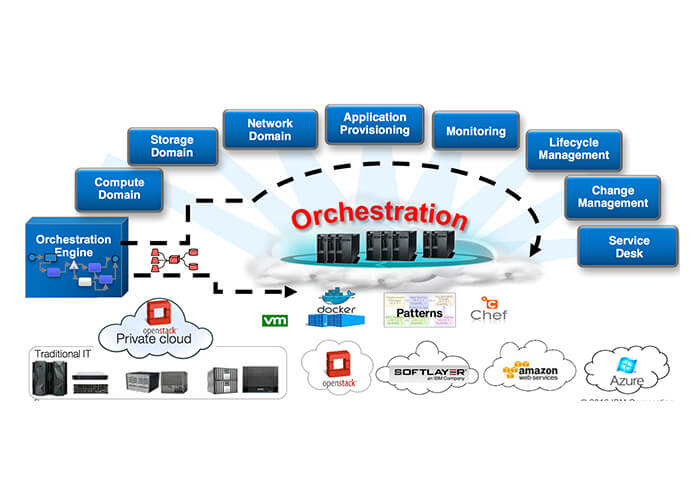 Network
Domain
Application
Provisioning
Monitoring
Storage
Domain
Lifecycle
Management
Compute
Domain
Change
Management
Orchestration
Orchestration
Engine
Service
Desk
vm
docker
Patterns
Chef
openstack
Private cloud
Traditional IT
openstack
SOFTLAYER
an IBM Company
amazon
web services
Azure